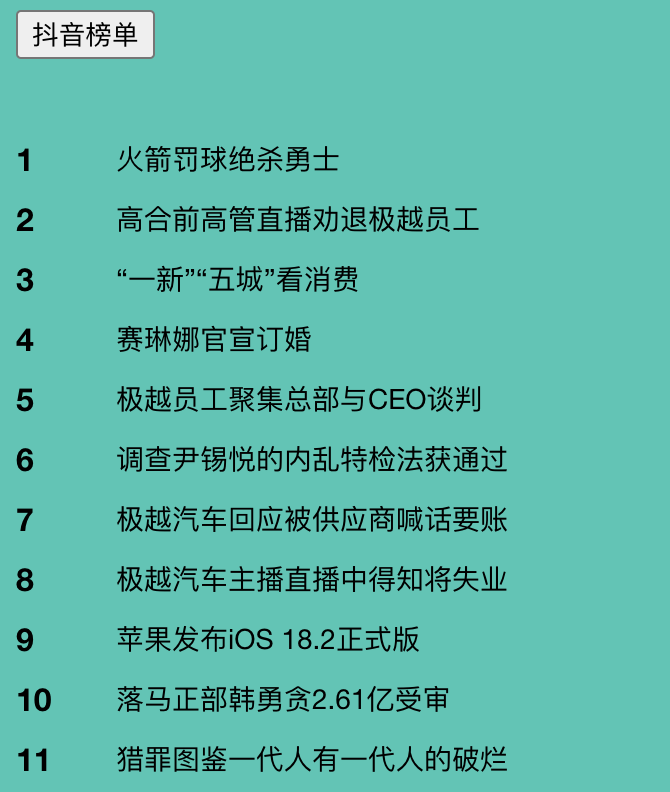 抖音榜单
1 火箭罚球绝杀勇士
2 高合前高管直播劝退极越员工
3 “一新”“五城”看消费
4 赛琳娜官宣订婚
5 极越员工聚集总部与CEO谈判
6 调查尹锡悦的内乱特检法获通过
7 极越汽车回应被供应商喊话要账
8 极越汽车主播直播中得知将失业
9 苹果发布iOS 18.2正式版
10 落马正部韩勇贪2.61亿受审
11 猎罪图鉴一代人有一代人的破烂